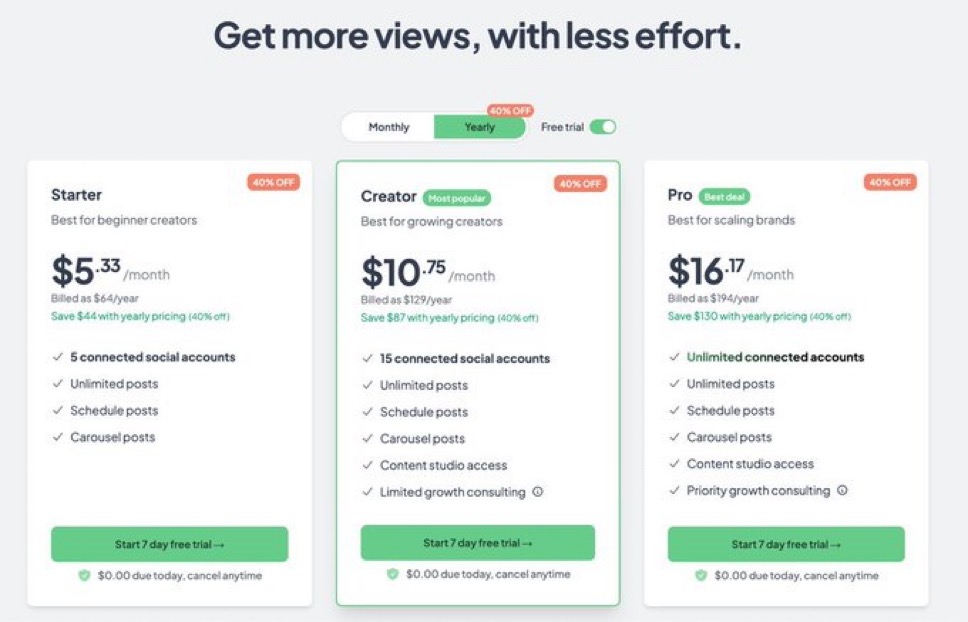 Get more views, with less effort.
40% OFF
Monthly Yearly Free trial
40% OFF
Starter
Best for beginner creators
$5.33 /month
Billed as $64/year
Save $44 with yearly pricing (40% off)
✓ 5 connected social accounts
✓ Unlimited posts
✓ Schedule posts
✓ Carousel posts
Start 7 day free trial →
$0.00 due today, cancel anytime
40% OFF
Creator Most popular
Best for growing creators
$10.75 /month
Billed as $129/year
Save $87 with yearly pricing (40% off)
✓ 15 connected social accounts
✓ Unlimited posts
✓ Schedule posts
✓ Carousel posts
✓ Content studio access
✓ Limited growth consulting
Start 7 day free trial →
$0.00 due today, cancel anytime
40% OFF
Pro Best deal
Best for scaling brands
$16.17 /month
Billed as $194/year
Save $130 with yearly pricing (40% off)
✓ Unlimited connected accounts
✓ Unlimited posts
✓ Schedule posts
✓ Carousel posts
✓ Content studio access
✓ Priority growth consulting
Start 7 day free trial →
$0.00 due today, cancel anytime